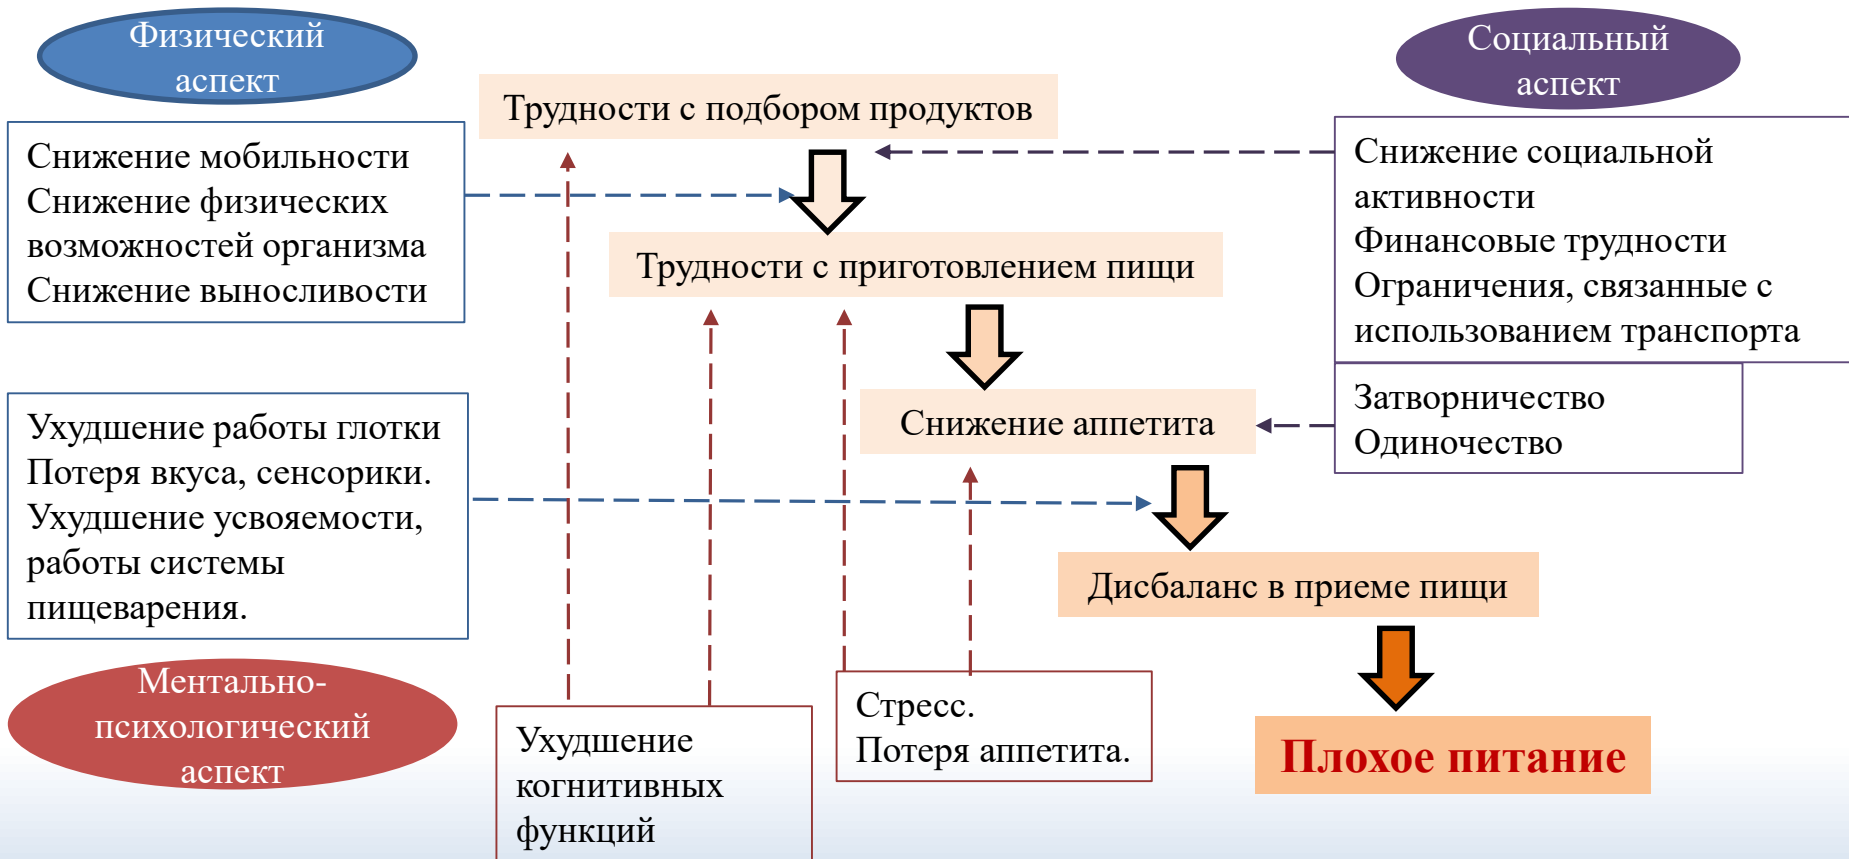 Физический
аспект
Социальный
аспект
Трудности с подбором продуктов
Снижение мобильности
Снижение физических
возможностей организма
Снижение выносливости
Снижение социальной
активности
Финансовые трудности
Ограничения, связанные с
использованием транспорта
Трудности с приготовлением пищи
Затворничество
Одиночество
Снижение аппетита
Ухудшение работы глотки
Потеря вкуса, сенсорики.
Ухудшение усвояемости,
работы системы
пищеварения.
Дисбаланс в приеме пищи
Ментально-
психологический
аспект
Ухудшение
когнитивных
функций
Стресс.
Потеря аппетита.
Плохое питание